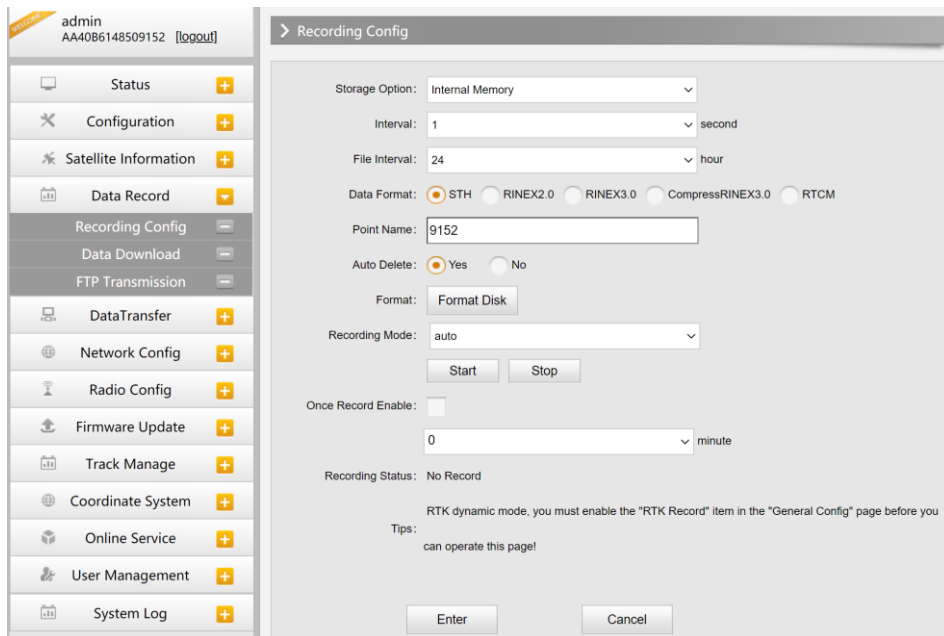 WELCOME
admin
AA40B6148509152 [logout]
Status
Configuration
Satellite Information
Data Record
Recording Config
Data Download
FTP Transmission
DataTransfer
Network Config
Radio Config
Firmware Update
Track Manage
Coordinate System
Online Service
User Management
System Log
Recording Config
Storage Option: Internal Memory
Interval: 1 second
File Interval: 24 hour
Data Format: STH RINEX2.0 RINEX3.0 CompressRINEX3.0 RTCM
Point Name: 9152
Auto Delete: Yes No
Format: Format Disk
Recording Mode: auto
Start Stop
Once Record Enable:
0 minute
Recording Status: No Record
RTK dynamic mode, you must enable the "RTK Record" item in the "General Config" page before you
Tips:
can operate this page!
Enter Cancel